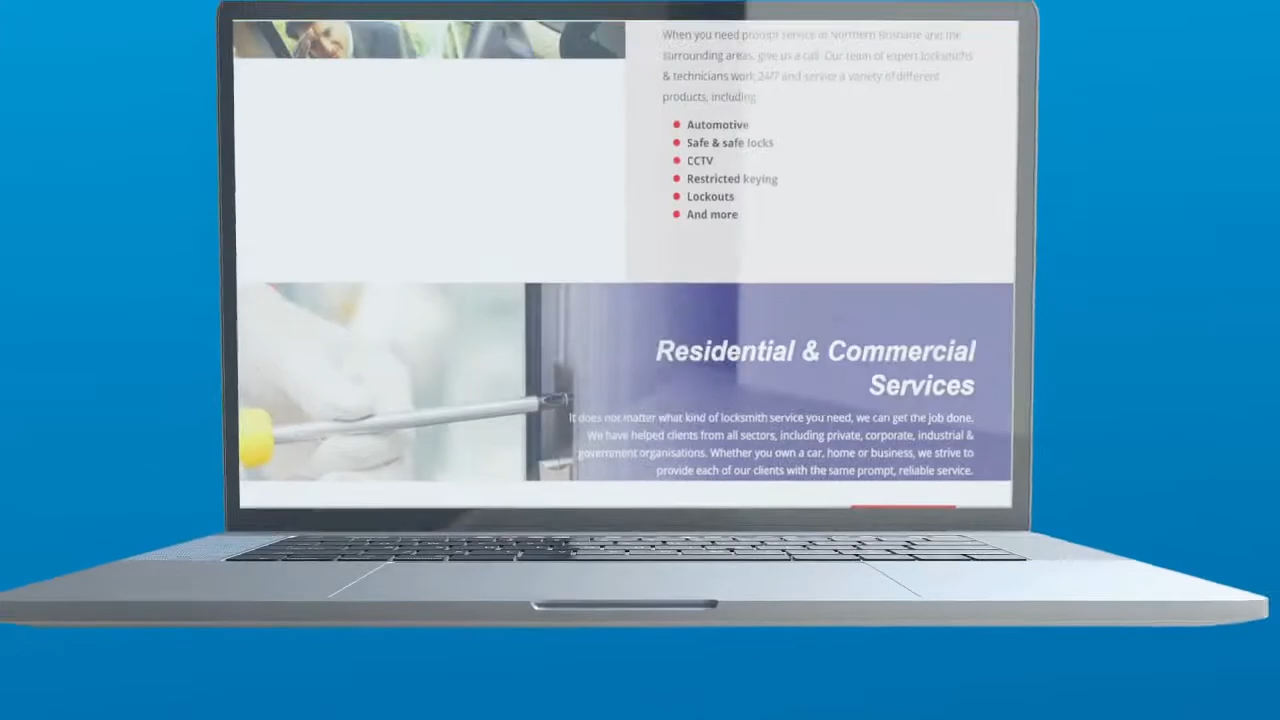 When you need prompt service in Northern Brisbane and the
surrounding areas, give us a call. Our team of expert locksmiths
& technicians work 24/7 and service a variety of different
products, including
Automotive
Safe & safe locks
CCTV
Restricted keying
Lockouts
And more
Residential & Commercial
Services
It does not matter what kind of locksmith service you need, we can get the job done.
We have helped clients from all sectors, including private, corporate, industrial &
government organisations. Whether you own a car, home or business, we strive to
provide each of our clients with the same prompt, reliable service.